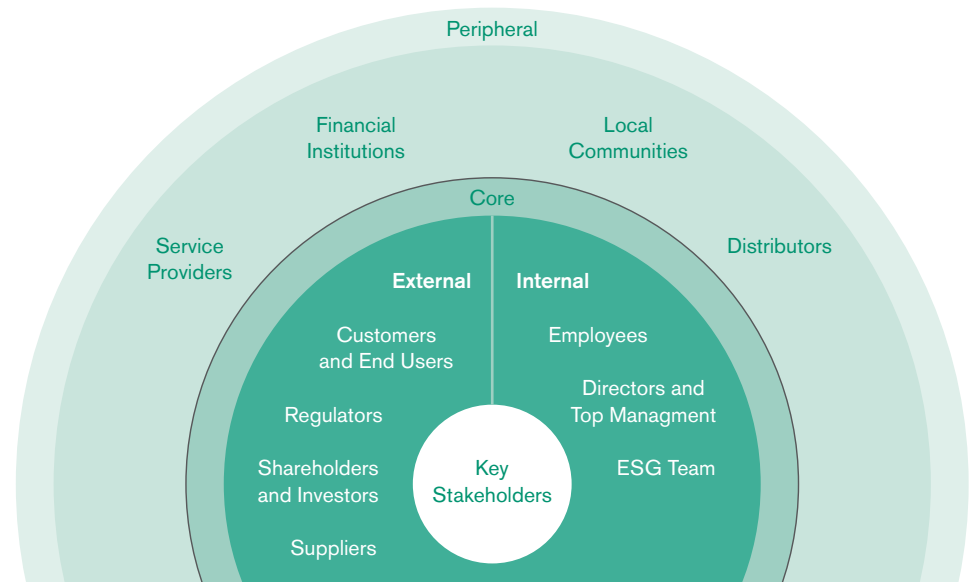 Peripheral
Financial
Institutions
Local
Communities
Core
Service
Providers
Distributors
External
Internal
Customers
and End Users
Employees
Regulators
Directors and
Top Managment
Shareholders
and Investors
Key
Stakeholders
ESG Team
Suppliers